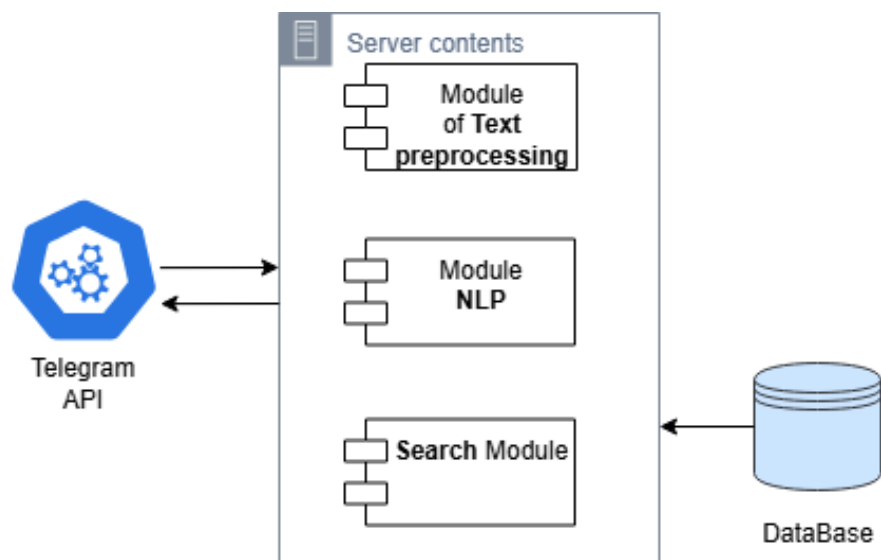 Server contents
Module
of Text
preprocessing
Module
NLP
Search Module
Telegram
API
DataBase